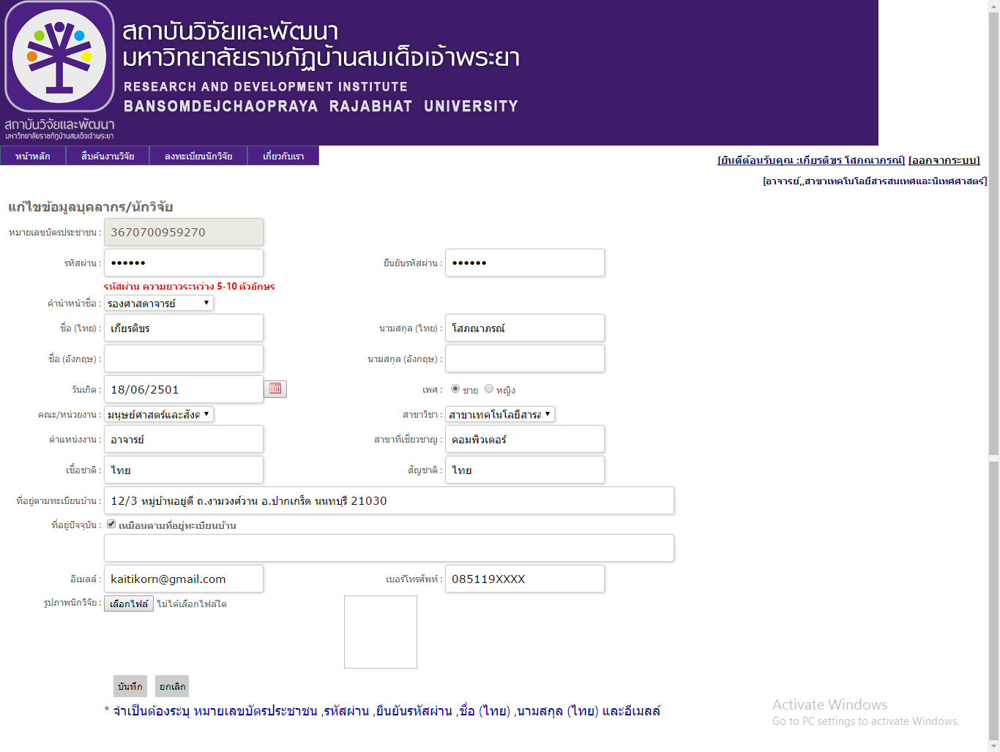 สถาบันวิจัยและพัฒนา
มหาวิทยาลัยราชภัฏบ้านสมเด็จเจ้าพระยา
RESEARCH AND DEVELOPMENT INSTITUTE
BANSOMDEJCHAOPRAYA RAJABHAT UNIVERSITY
สถาบันวิจัยและพัฒนา
มหาวิทยาลัยราชภัฏบ้านสมเด็จเจ้าพระยา
หน้าหลัก สืบค้นงานวิจัย ลงทะเบียนนักวิจัย เกี่ยวกับเรา
[ยินดีต้อนรับคุณ :เกียรติขร โสภณาภรณ์] [ออกจากระบบ]
[อาจารย์,,สาขาเทคโนโลยีสารสนเทศและนิเทศศาสตร์]
แก้ไขข้อมูลบุคลากร/นักวิจัย
หมายเลขบัตรประชาชน : 3670700959270
รหัสผ่าน : •••••• ยืนยันรหัสผ่าน : ••••••
รหัสผ่าน ความยาวระหว่าง 5-10 ตัวอักษร
คำนำหน้าชื่อ : รองศาสดาจารย์
ชื่อ (ไทย) : เกียรติขร นามสกุล (ไทย) : โสภณาภรณ์
ชื่อ (อังกฤษ) : นามสกุล (อังกฤษ) :
วันเกิด : 18/06/2501 เพศ : ชาย หญิง
คณะ/หน่วยงาน : มนุษย์ศาสตร์และสังค สาขาวิชา : สาขาเทคโนโลยีสารส
ตำแหน่งงาน : อาจารย์ สาขาที่เชี่ยวชาญ : คอมพิวเตอร์
เชื้อชาติ : ไทย สัญชาติ : ไทย
ที่อยู่ตามทะเบียนบ้าน : 12/3 หมู่บ้านอยู่ดี ถ.งามวงศ์วาน อ.ปากเกร็ด นนทบุรี 21030
ที่อยู่ปัจจุบัน : เหมือนตามที่อยู่ทะเบียนบ้าน
อีเมลล์ : kaitikorn@gmail.com เบอร์โทรศัพท์ : 085119XXXX
รูปภาพนักวิจัย : เลือกไฟล์ ไม่ได้เลือกไฟล์ใด
บันทึก ยกเลิก
* จำเป็นต้องระบุ หมายเลขบัตรประชาชน ,รหัสผ่าน ,ยืนยันรหัสผ่าน ,ชื่อ (ไทย) ,นามสกุล (ไทย) และอีเมลล์
Activate Windows
Go to PC settings to activate Windows.